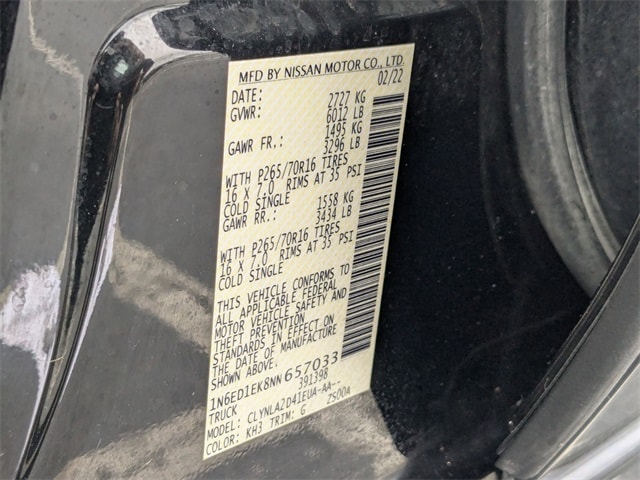 MFD BY NISSAN MOTOR CO., LTD.
DATE: 02/22
GVWR: 2727 KG
6012 LB
GAWR FR.: 1495 KG
3296 LB
WITH P265/70R16 TIRES
16 X 7.0 RIMS AT 35 PSI
COLD SINGLE
GAWR RR.: 1558 KG
3434 LB
WITH P265/70R16 TIRES
16 X 7.0 RIMS AT 35 PSI
COLD SINGLE
THIS VEHICLE CONFORMS TO
ALL APPLICABLE FEDERAL
MOTOR VEHICLE SAFETY AND
THEFT PREVENTION
STANDARDS IN EFFECT ON
THE DATE OF MANUFACTURE
SHOWN ABOVE.
1N6ED1EK8NN657033
TRUCK 391398
MODEL: CLYNLA2D41EUA-AA--
COLOR: KH3 TRIM: G ZS00A